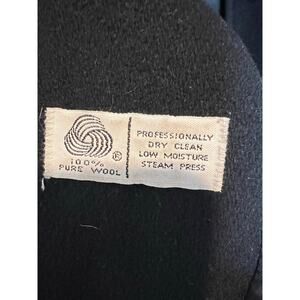 ®
100%
PURE WOOL
PROFESSIONALLY
DRY CLEAN
LOW MOISTURE
STEAM PRESS